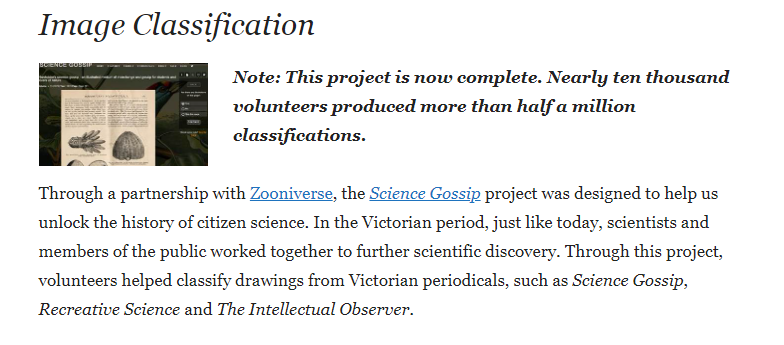 Image Classification
SCIENCE GOSSIP
Note: This project is now complete. Nearly ten thousand
volunteers produced more than half a million
classifications.
Through a partnership with Zooniverse, the Science Gossip project was designed to help us
unlock the history of citizen science. In the Victorian period, just like today, scientists and
members of the public worked together to further scientific discovery. Through this project,
volunteers helped classify drawings from Victorian periodicals, such as Science Gossip,
Recreative Science and The Intellectual Observer.